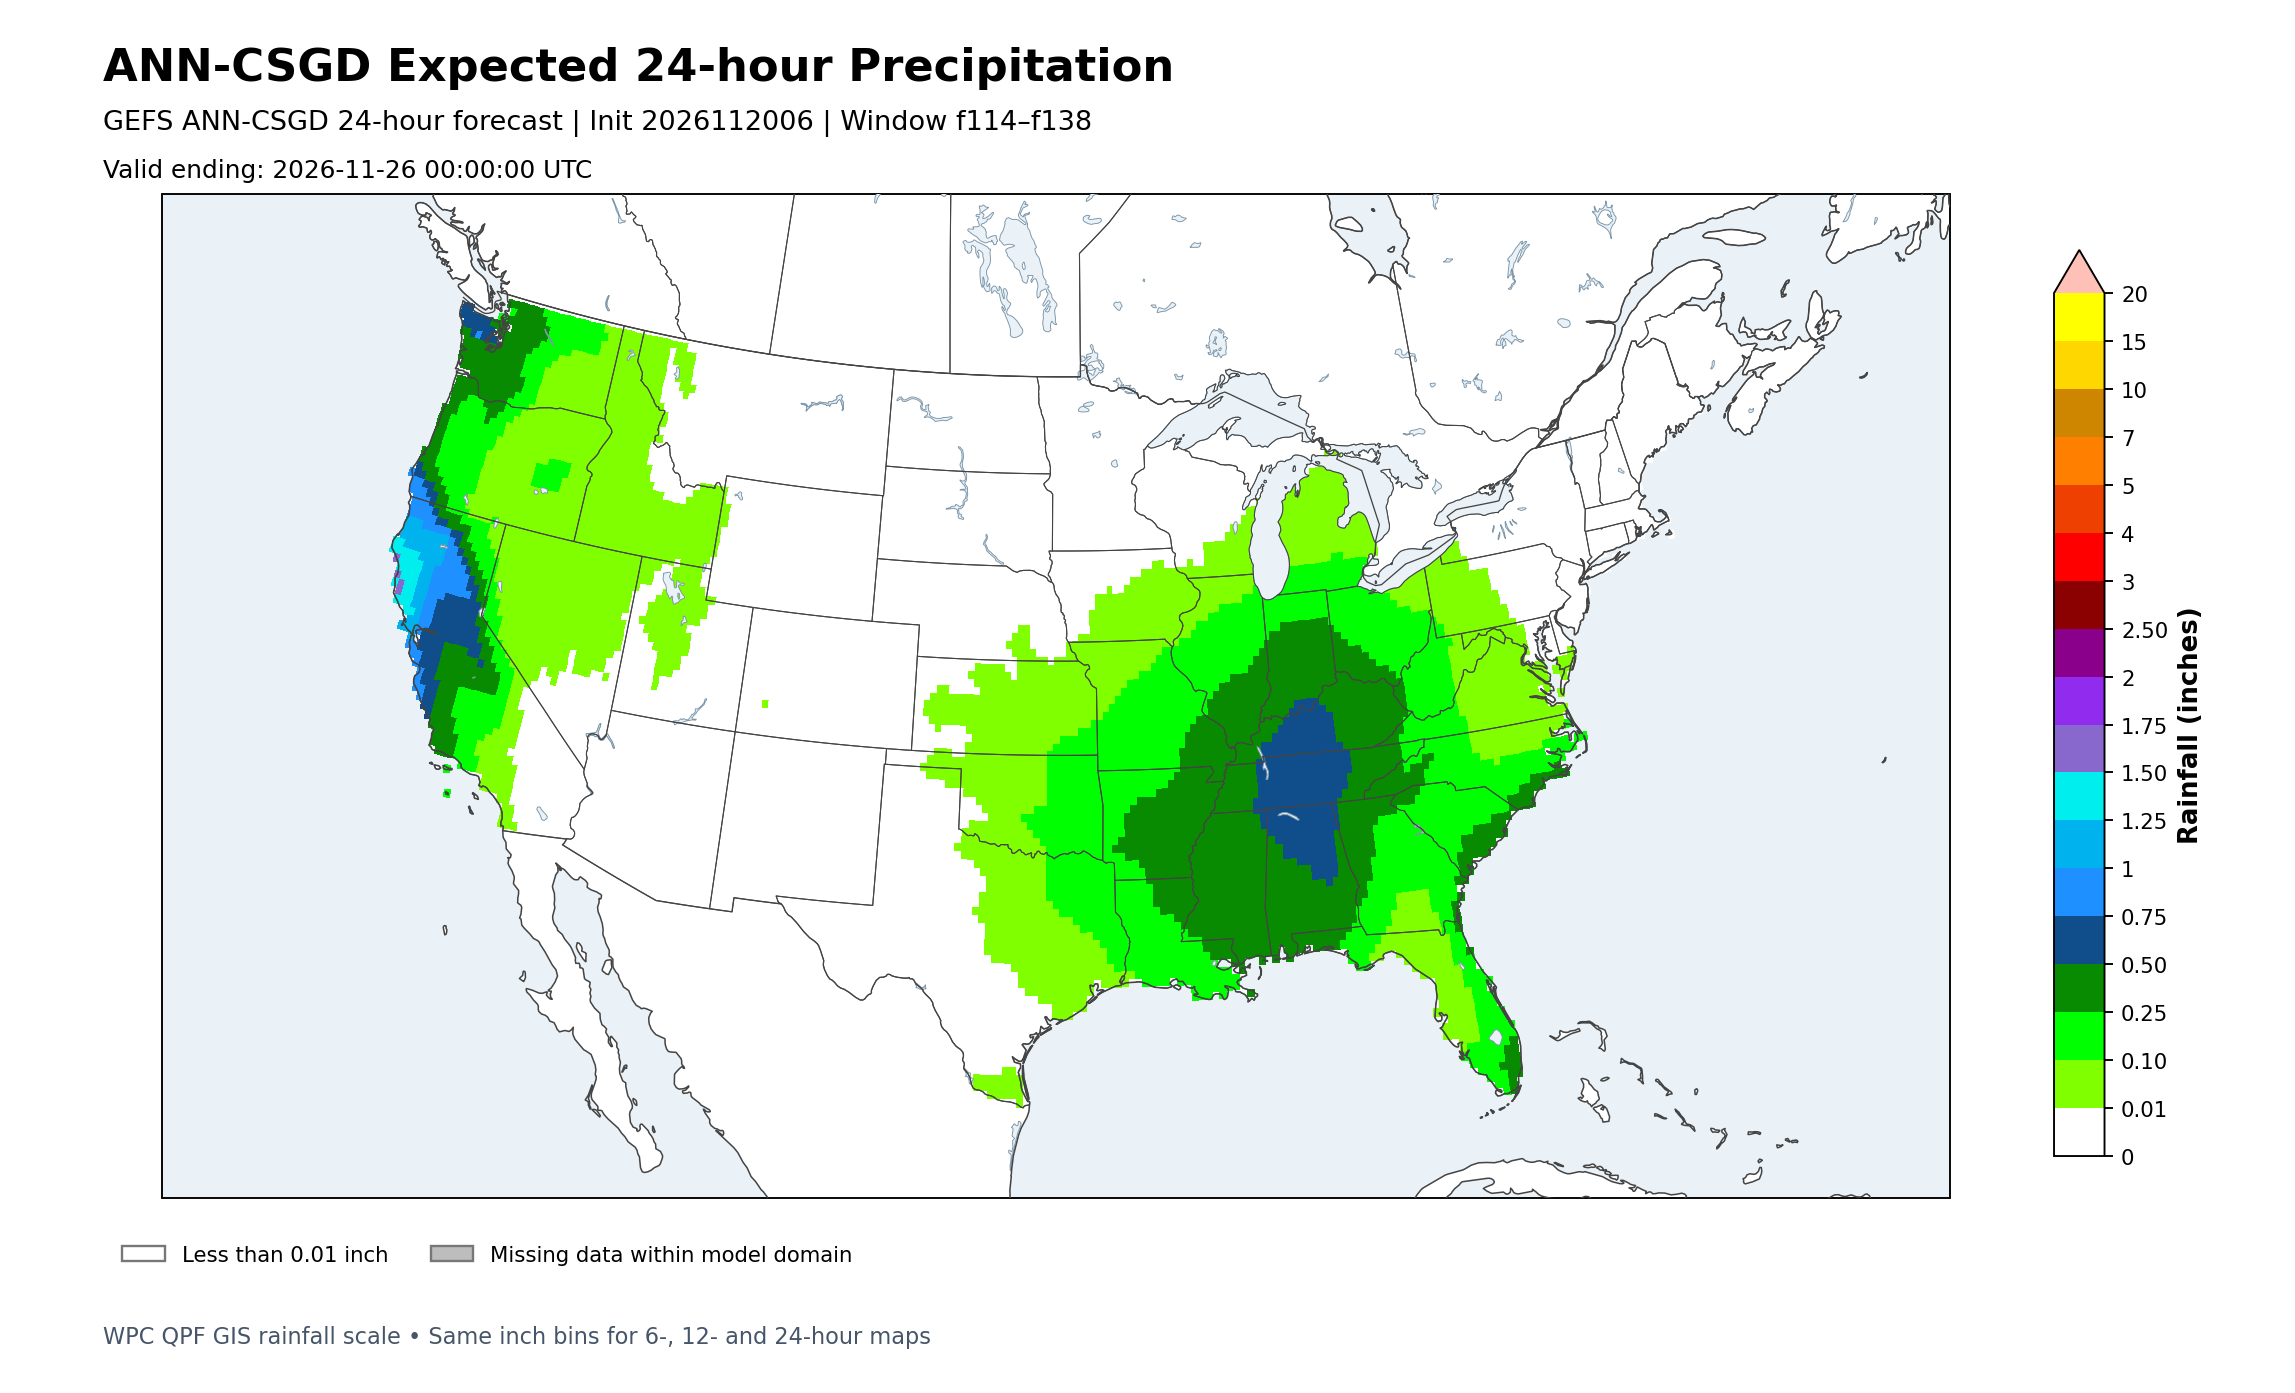 ANN-CSGD Expected 24-hour Precipitation
GEFS ANN-CSGD 24-hour forecast | Init 2026112006 | Window f114–f138
Valid ending: 2026-11-26 00:00:00 UTC
20
15
10
7
5
4
3
2.50
2
1.75
1.50
1.25
1
0.75
0.50
0.25
0.10
0.01
0
Rainfall (inches)
Less than 0.01 inch
Missing data within model domain
WPC QPF GIS rainfall scale • Same inch bins for 6-, 12- and 24-hour maps